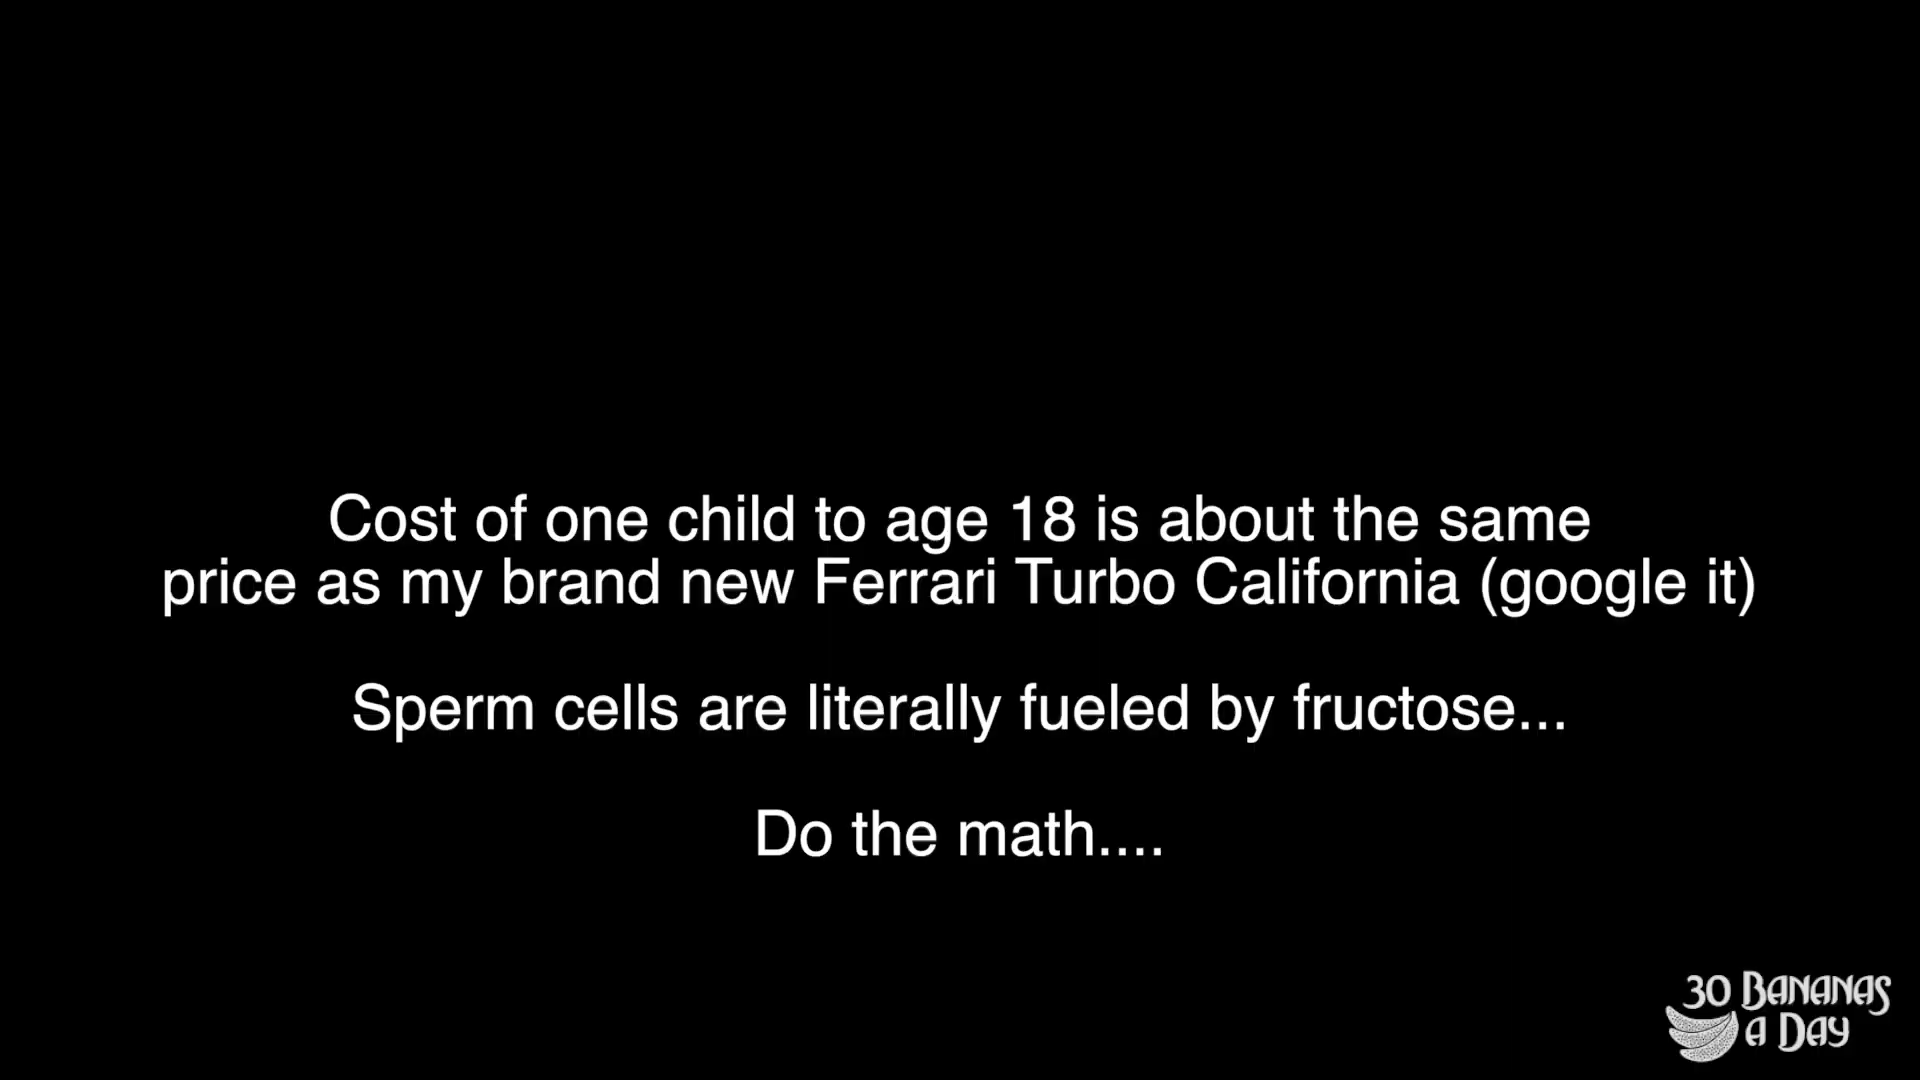 Cost of one child to age 18 is about the same
price as my brand new Ferrari Turbo California (google it)
Sperm cells are literally fueled by fructose...
Do the math....
30 BANANAS
A DAY